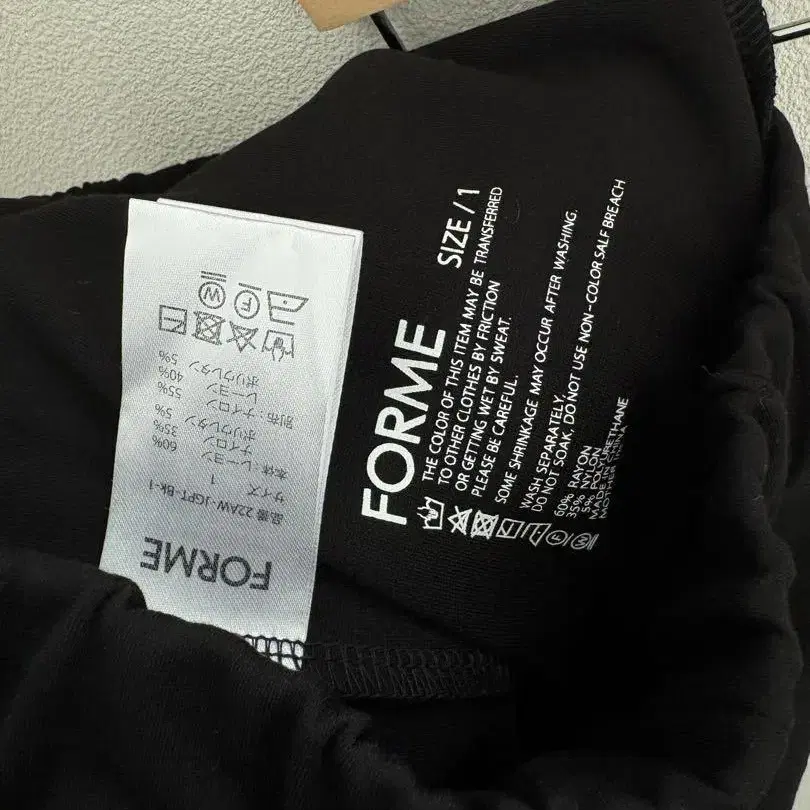 FORME
品番 22AW-JGPT-Bk-1
サイズ 1
本体:レーヨン 60%
ナイロン 35%
ポリウレタン 5%
別布:ナイロン 55%
レーヨン 40%
ポリウレタン 5%
W
F
FORME
SIZE / 1
THE COLOR OF THIS ITEM MAY BE TRANSFERRED
TO OTHER CLOTHES BY FRICTION
OR GETTING WET BY SWEAT.
PLEASE BE CAREFUL.
SOME SHRINKAGE MAY OCCUR AFTER WASHING.
WASH SEPARATELY.
DO NOT SOAK, DO NOT USE NON-COLOR SALF BREACH
60% RAYON
35% NYLON
5% POLYURETHANE
MADE IN CHINA